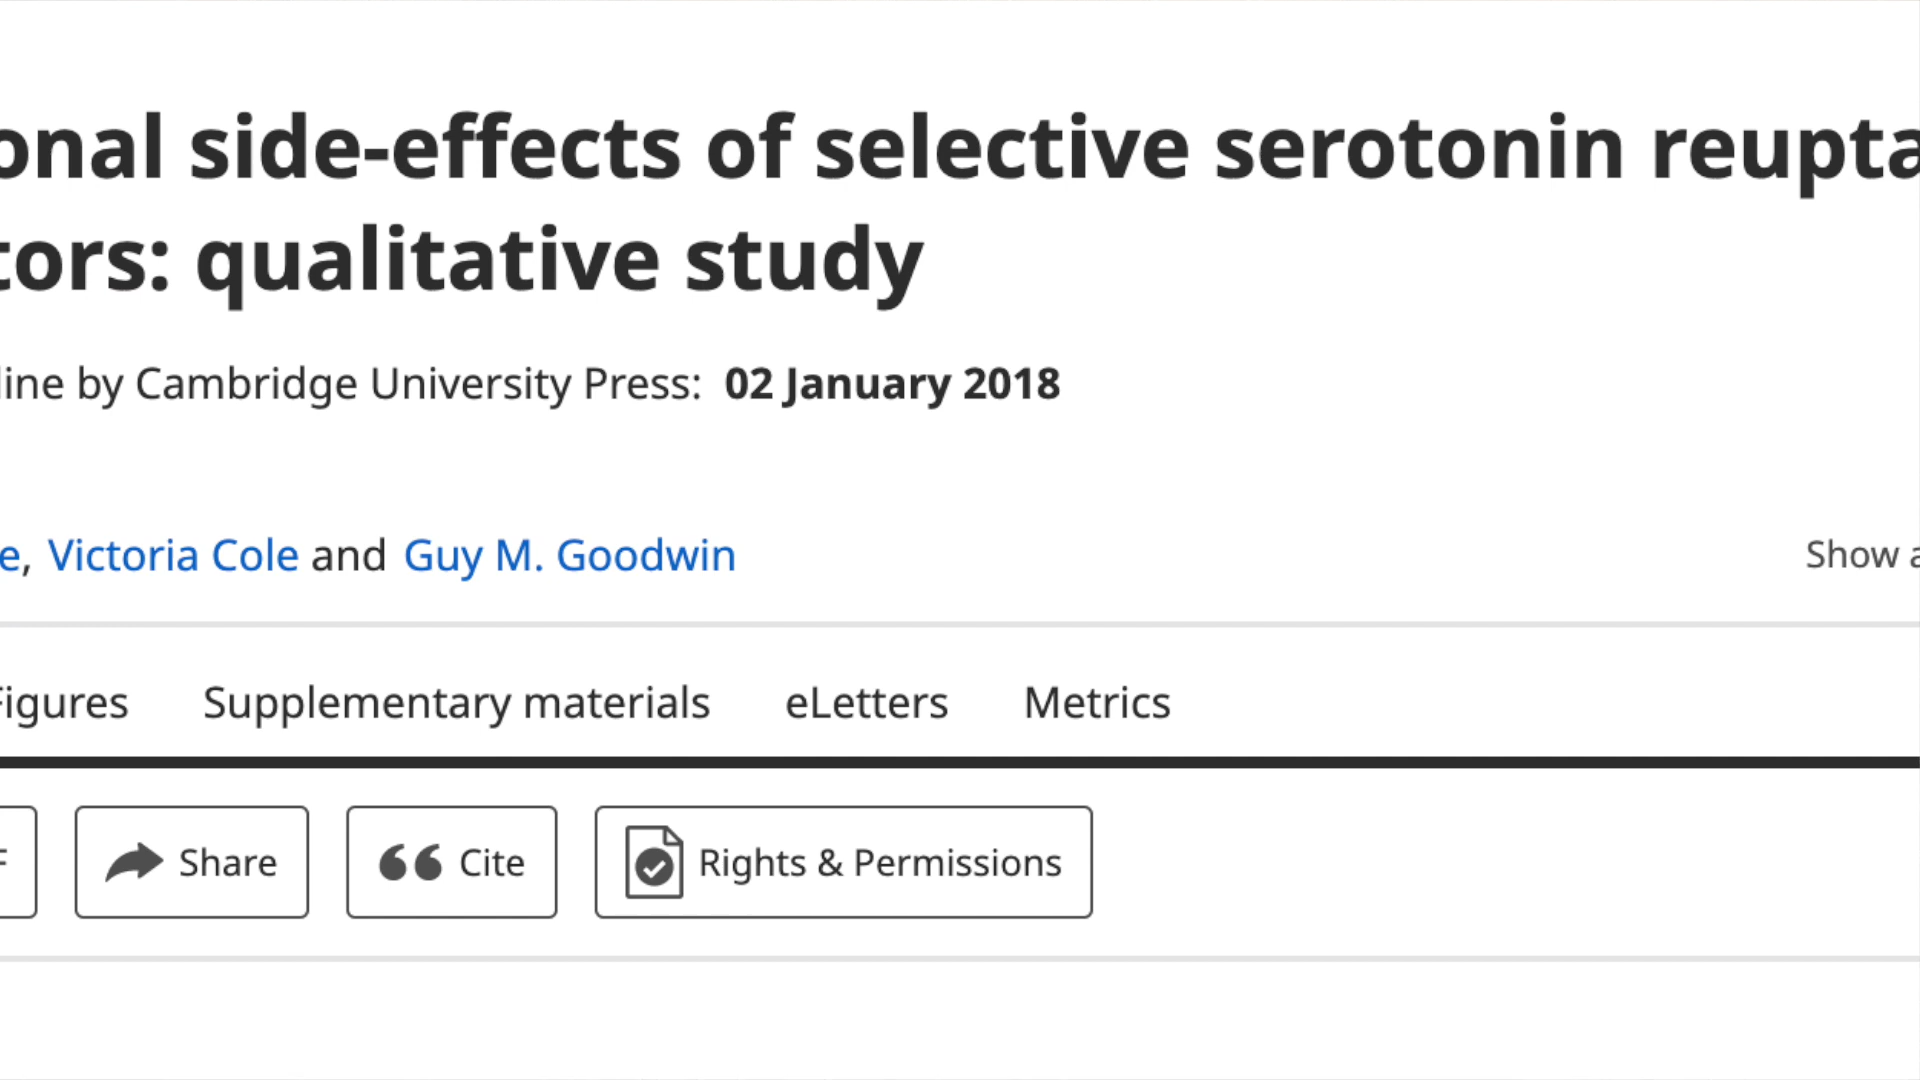 onal side-effects of selective serotonin reupta
tors: qualitative study
line by Cambridge University Press: 02 January 2018
e, Victoria Cole and Guy M. Goodwin
Show a
Figures Supplementary materials eLetters Metrics
F Share Cite Rights & Permissions